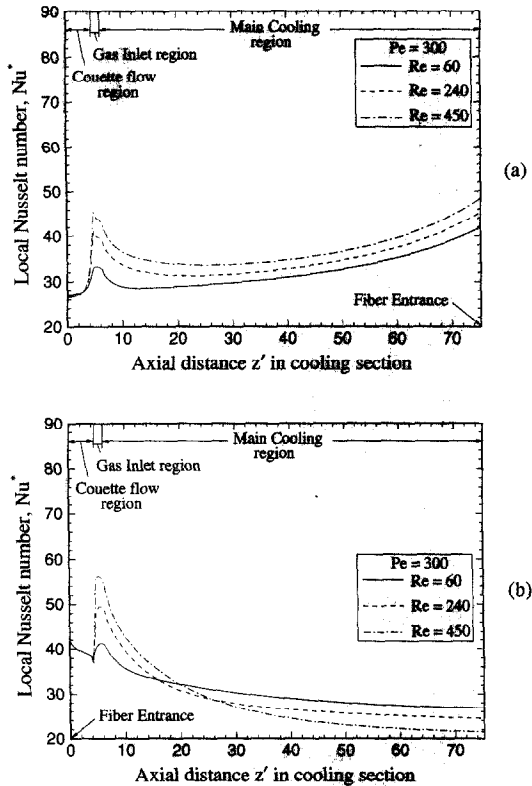 (a)
90
80
70
60
50
40
30
20
Local Nusselt number, Nu*
Main Cooling
region
Gas Inlet region
Couette flow
region
Pe = 300
Re = 60
Re = 240
Re = 450
Fiber Entrance
0 10 20 30 40 50 60 70
Axial distance z' in cooling section
(b)
90
80
70
60
50
40
30
20
Local Nusselt number, Nu*
Main Cooling
region
Gas Inlet region
Couette flow
region
Pe = 300
Re = 60
Re = 240
Re = 450
Fiber Entrance
0 10 20 30 40 50 60 70
Axial distance z' in cooling section